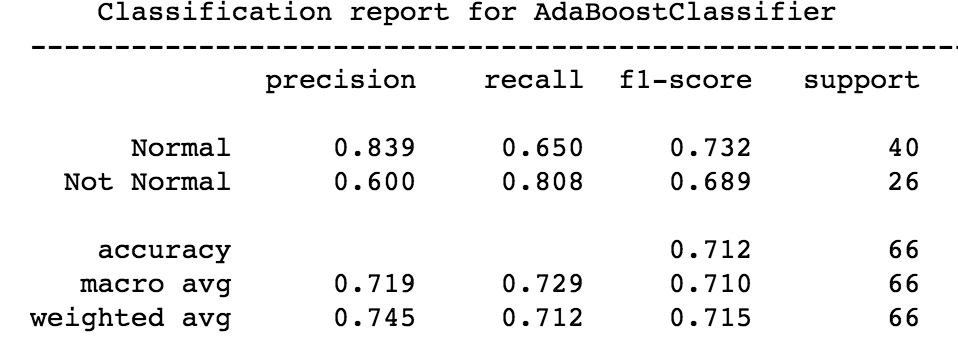 Classification report for AdaBoostClassifier
--------------------------------------------------------
precision recall f1-score support
Normal 0.839 0.650 0.732 40
Not Normal 0.600 0.808 0.689 26
accuracy 0.712 66
macro avg 0.719 0.729 0.710 66
weighted avg 0.745 0.712 0.715 66